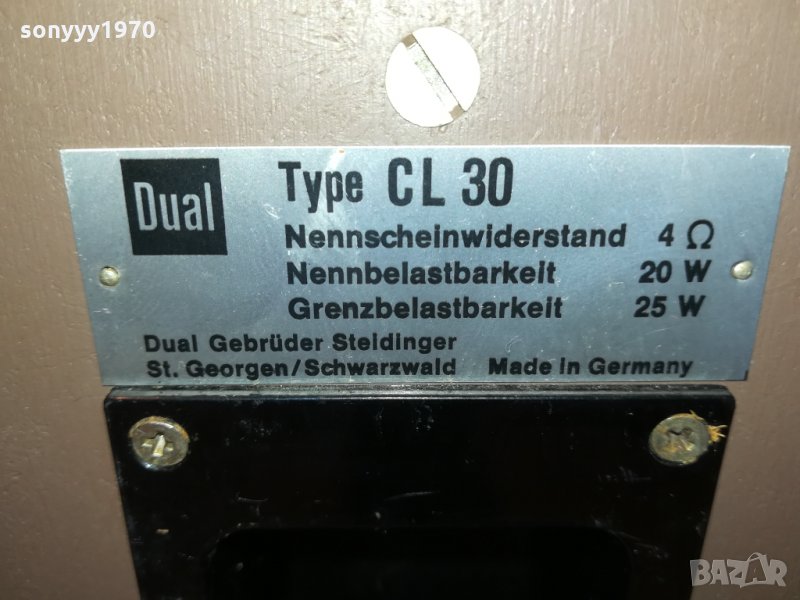 sonyyy1970
Dual
Type CL 30
Nennscheinwiderstand 4 Ω
Nennbelastbarkeit 20 W
Grenzbelastbarkeit 25 W
Dual Gebrüder Steidinger
St. Georgen/Schwarzwald Made in Germany
BAZAR